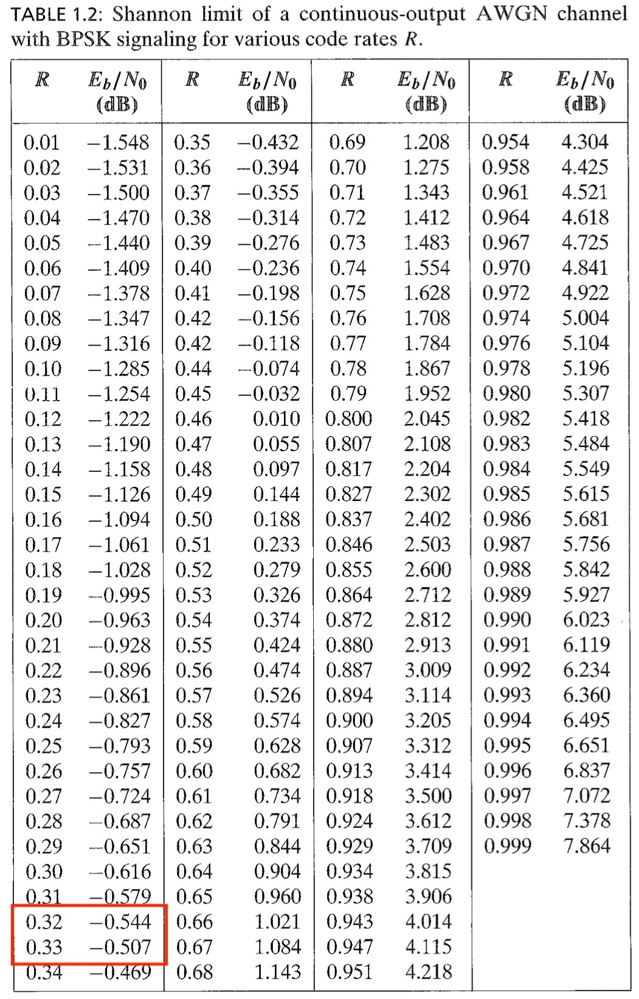 TABLE 1.2: Shannon limit of a continuous-output AWGN channel
with BPSK signaling for various code rates R.
R Eb/N0 R Eb/N0 R Eb/N0 R Eb/N0
(dB) (dB) (dB) (dB)
0.01 −1.548 0.35 −0.432 0.69 1.208 0.954 4.304
0.02 −1.531 0.36 −0.394 0.70 1.275 0.958 4.425
0.03 −1.500 0.37 −0.355 0.71 1.343 0.961 4.521
0.04 −1.470 0.38 −0.314 0.72 1.412 0.964 4.618
0.05 −1.440 0.39 −0.276 0.73 1.483 0.967 4.725
0.06 −1.409 0.40 −0.236 0.74 1.554 0.970 4.841
0.07 −1.378 0.41 −0.198 0.75 1.628 0.972 4.922
0.08 −1.347 0.42 −0.156 0.76 1.708 0.974 5.004
0.09 −1.316 0.42 −0.118 0.77 1.784 0.976 5.104
0.10 −1.285 0.44 −0.074 0.78 1.867 0.978 5.196
0.11 −1.254 0.45 −0.032 0.79 1.952 0.980 5.307
0.12 −1.222 0.46 0.010 0.800 2.045 0.982 5.418
0.13 −1.190 0.47 0.055 0.807 2.108 0.983 5.484
0.14 −1.158 0.48 0.097 0.817 2.204 0.984 5.549
0.15 −1.126 0.49 0.144 0.827 2.302 0.985 5.615
0.16 −1.094 0.50 0.188 0.837 2.402 0.986 5.681
0.17 −1.061 0.51 0.233 0.846 2.503 0.987 5.756
0.18 −1.028 0.52 0.279 0.855 2.600 0.988 5.842
0.19 −0.995 0.53 0.326 0.864 2.712 0.989 5.927
0.20 −0.963 0.54 0.374 0.872 2.812 0.990 6.023
0.21 −0.928 0.55 0.424 0.880 2.913 0.991 6.119
0.22 −0.896 0.56 0.474 0.887 3.009 0.992 6.234
0.23 −0.861 0.57 0.526 0.894 3.114 0.993 6.360
0.24 −0.827 0.58 0.574 0.900 3.205 0.994 6.495
0.25 −0.793 0.59 0.628 0.907 3.312 0.995 6.651
0.26 −0.757 0.60 0.682 0.913 3.414 0.996 6.837
0.27 −0.724 0.61 0.734 0.918 3.500 0.997 7.072
0.28 −0.687 0.62 0.791 0.924 3.612 0.998 7.378
0.29 −0.651 0.63 0.844 0.929 3.709 0.999 7.864
0.30 −0.616 0.64 0.904 0.934 3.815
0.31 −0.579 0.65 0.960 0.938 3.906
0.32 −0.544 0.66 1.021 0.943 4.014
0.33 −0.507 0.67 1.084 0.947 4.115
0.34 −0.469 0.68 1.143 0.951 4.218